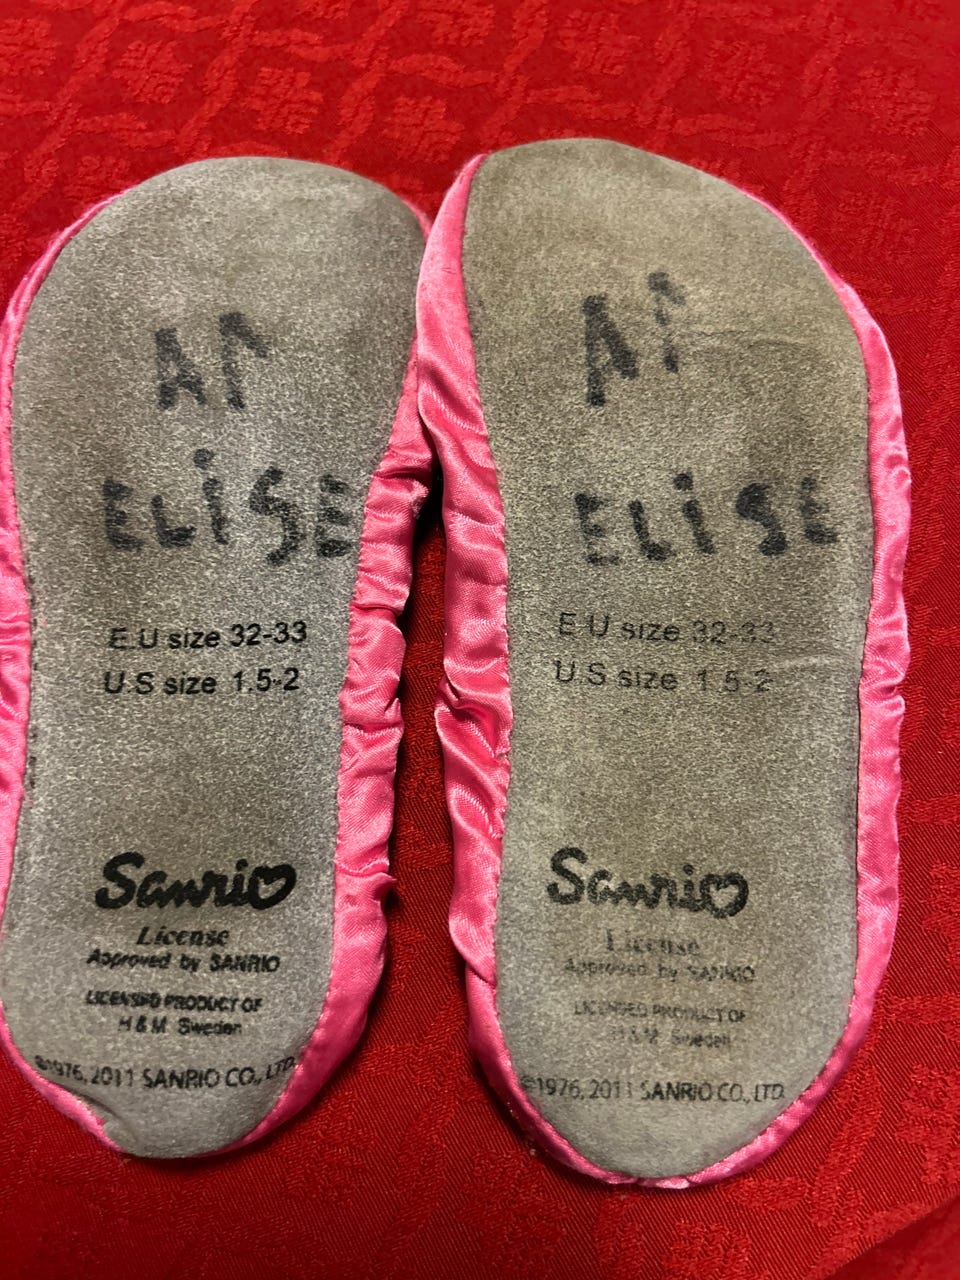 ELiSE
E.U size 32-33
U.S size 1.5-2
Sanrio
License
Approved by SANRIO
LICENSED PRODUCT OF
H & M Sweden
©1976, 2011 SANRIO CO., LTD.
ELiSE
E.U size 32-33
U.S size 1.5-2
Sanrio
License
Approved by SANRIO
LICENSED PRODUCT OF
H & M Sweden
©1976, 2011 SANRIO CO., LTD.